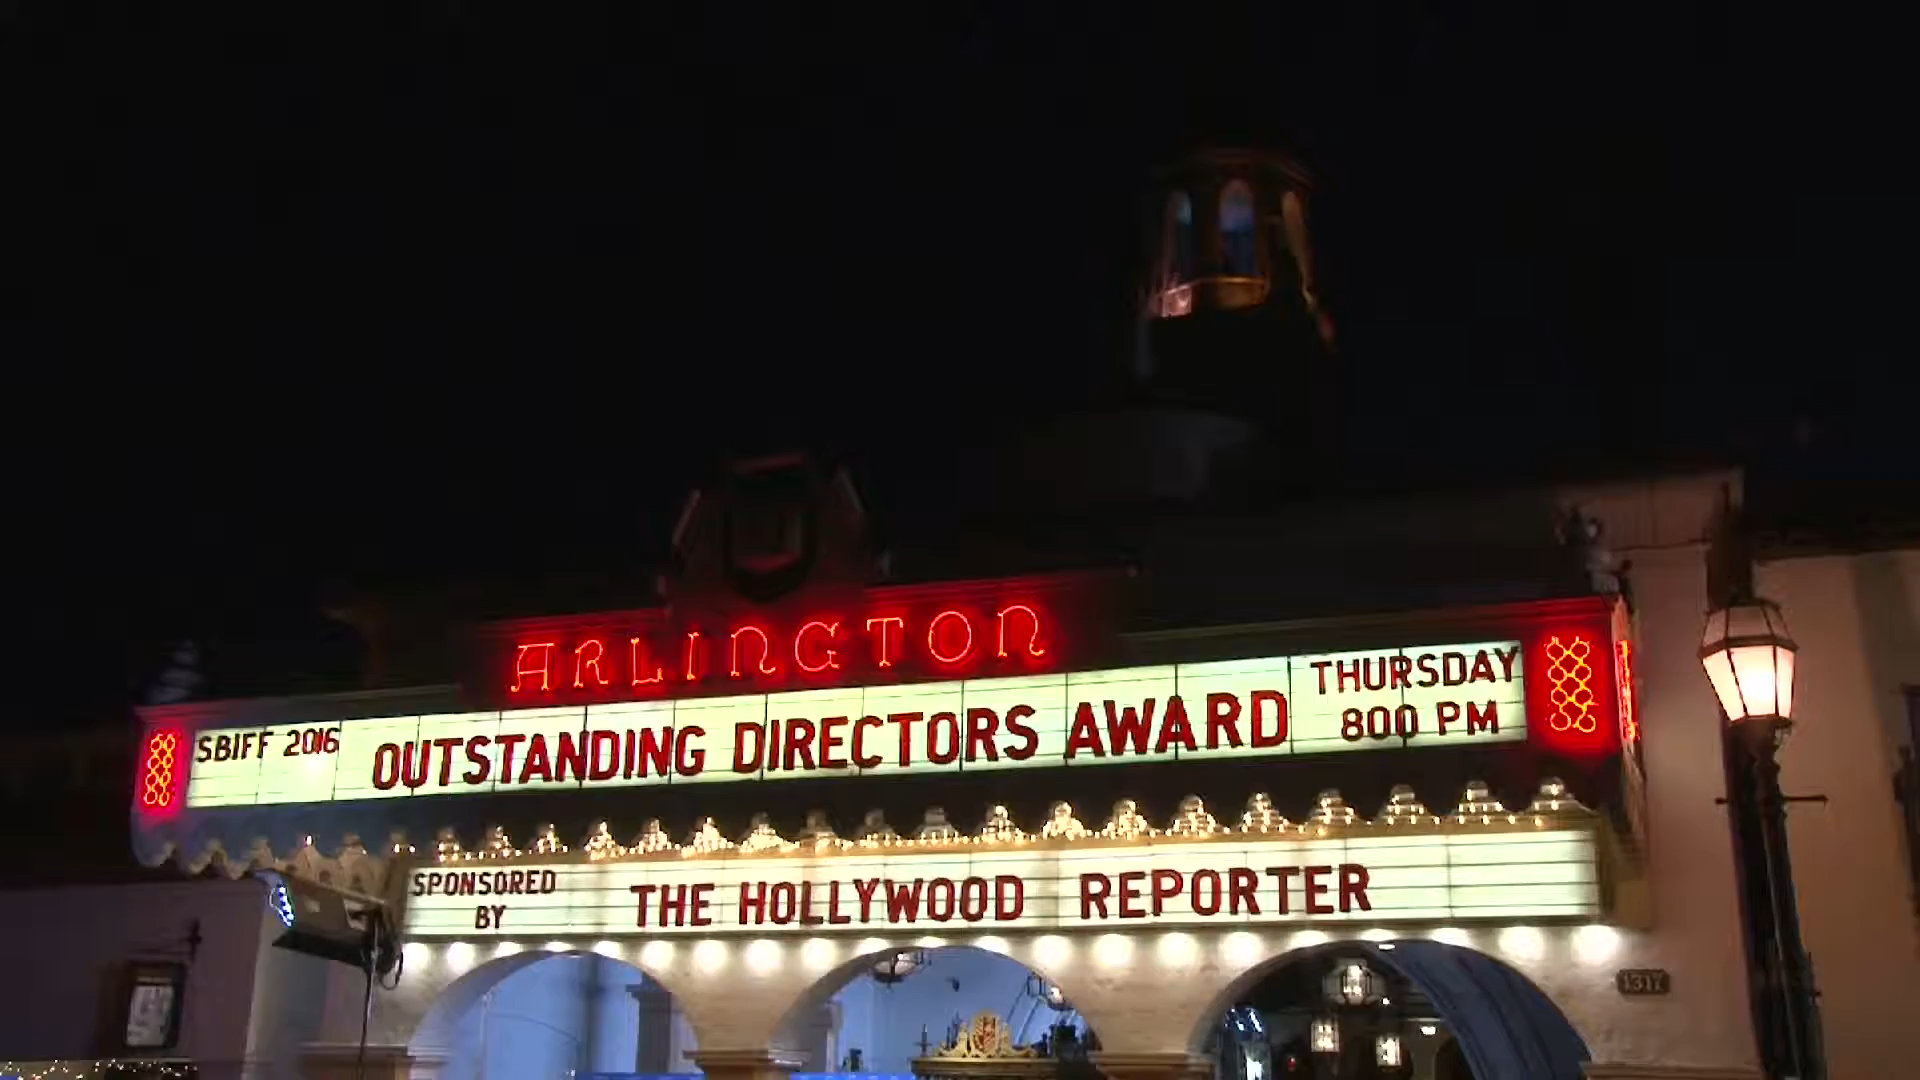 ARLINGTON
SBIFF 2016
OUTSTANDING DIRECTORS AWARD
THURSDAY
800 PM
SPONSORED
BY
THE HOLLYWOOD REPORTER
1317